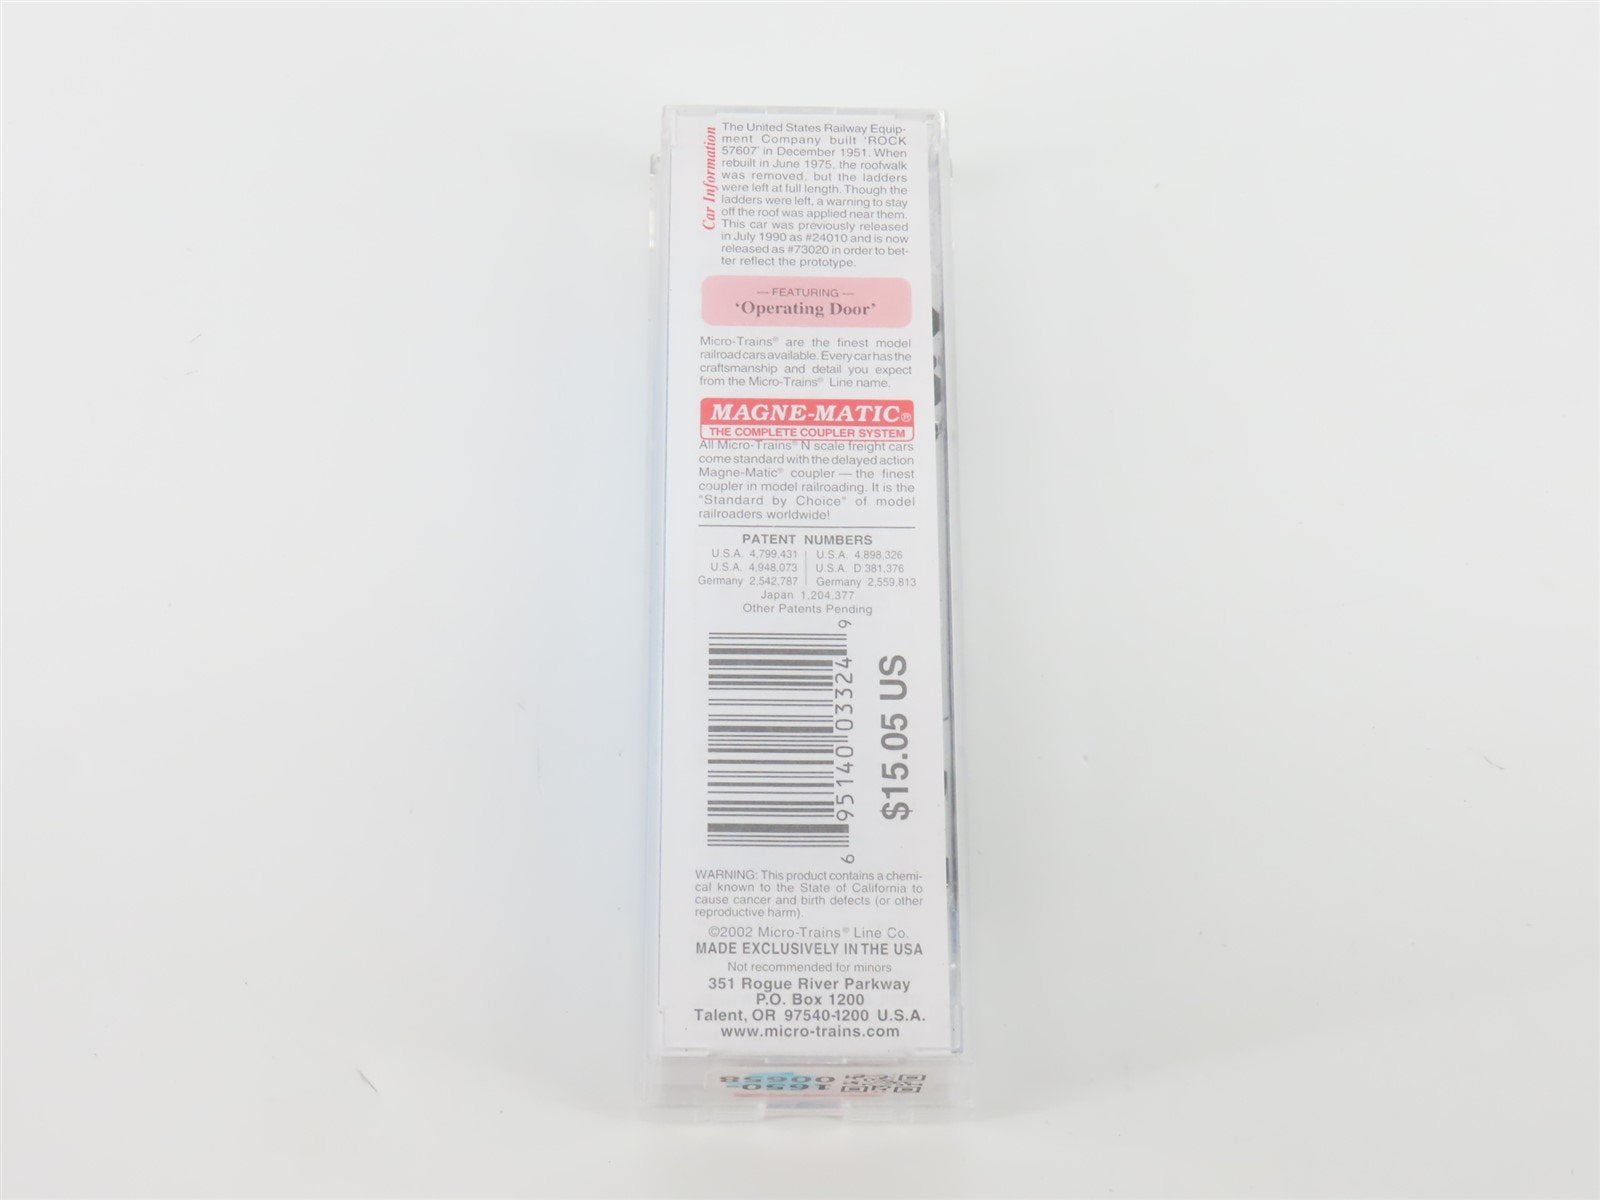 Car Information
The United States Railway Equip-
ment Company built 'ROCK
57607' in December 1951. When
rebuilt in June 1975, the roofwalk
was removed, but the ladders
were left at full length. Though the
ladders were left, a warning to stay
off the roof was applied near them.
This car was previously released
in July 1990 as #24010 and is now
released as #73020 in order to bet-
ter reflect the prototype.
— FEATURING —
'Operating Door'
Micro-Trains® are the finest model
railroad cars available. Every car has the
craftsmanship and detail you expect
from the Micro-Trains® Line name.
MAGNE-MATIC®
THE COMPLETE COUPLER SYSTEM
All Micro-Trains® N scale freight cars
come standard with the delayed action
Magne-Matic® coupler — the finest
coupler in model railroading. It is the
"Standard by Choice" of model
railroaders worldwide!
PATENT NUMBERS
U.S.A. 4,799,431 | U.S.A. 4,898,326
U.S.A. 4,948,073 | U.S.A. D 381,376
Germany 2,542,787 | Germany 2,559,813
Japan 1,204,377
Other Patents Pending
6 95140 03324 9
$15.05 US
WARNING: This product contains a chemi-
cal known to the State of California to
cause cancer and birth defects (or other
reproductive harm).
©2002 Micro-Trains® Line Co.
MADE EXCLUSIVELY IN THE USA
Not recommended for minors
351 Rogue River Parkway
P.O. Box 1200
Talent, OR 97540-1200 U.S.A.
www.micro-trains.com
1650
00658